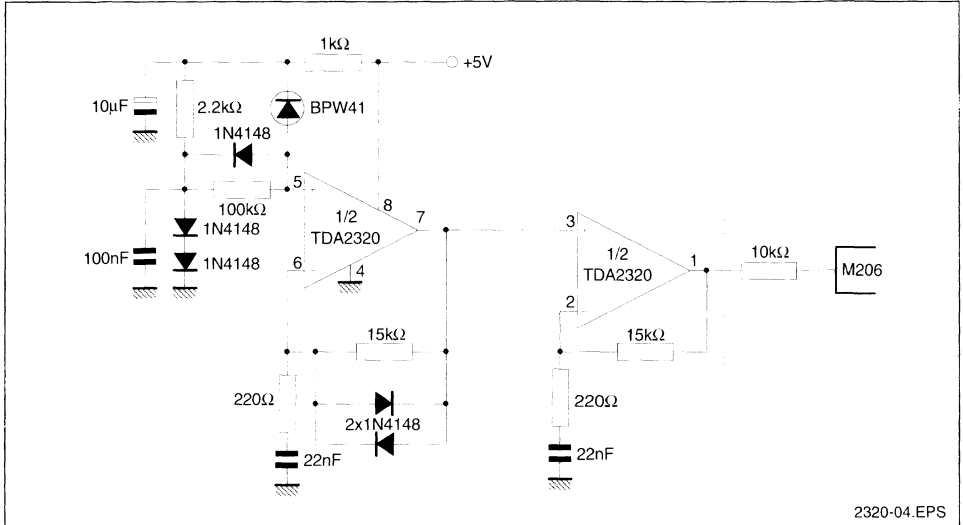 1kΩ
+5V
10μF
2.2kΩ
BPW41
1N4148
5
8
100kΩ
1/2
TDA2320
7
3
1/2
TDA2320
1
10kΩ
M206
1N4148
100nF
1N4148
6
4
2
15kΩ
15kΩ
220Ω
2x1N4148
220Ω
22nF
22nF
2320-04.EPS